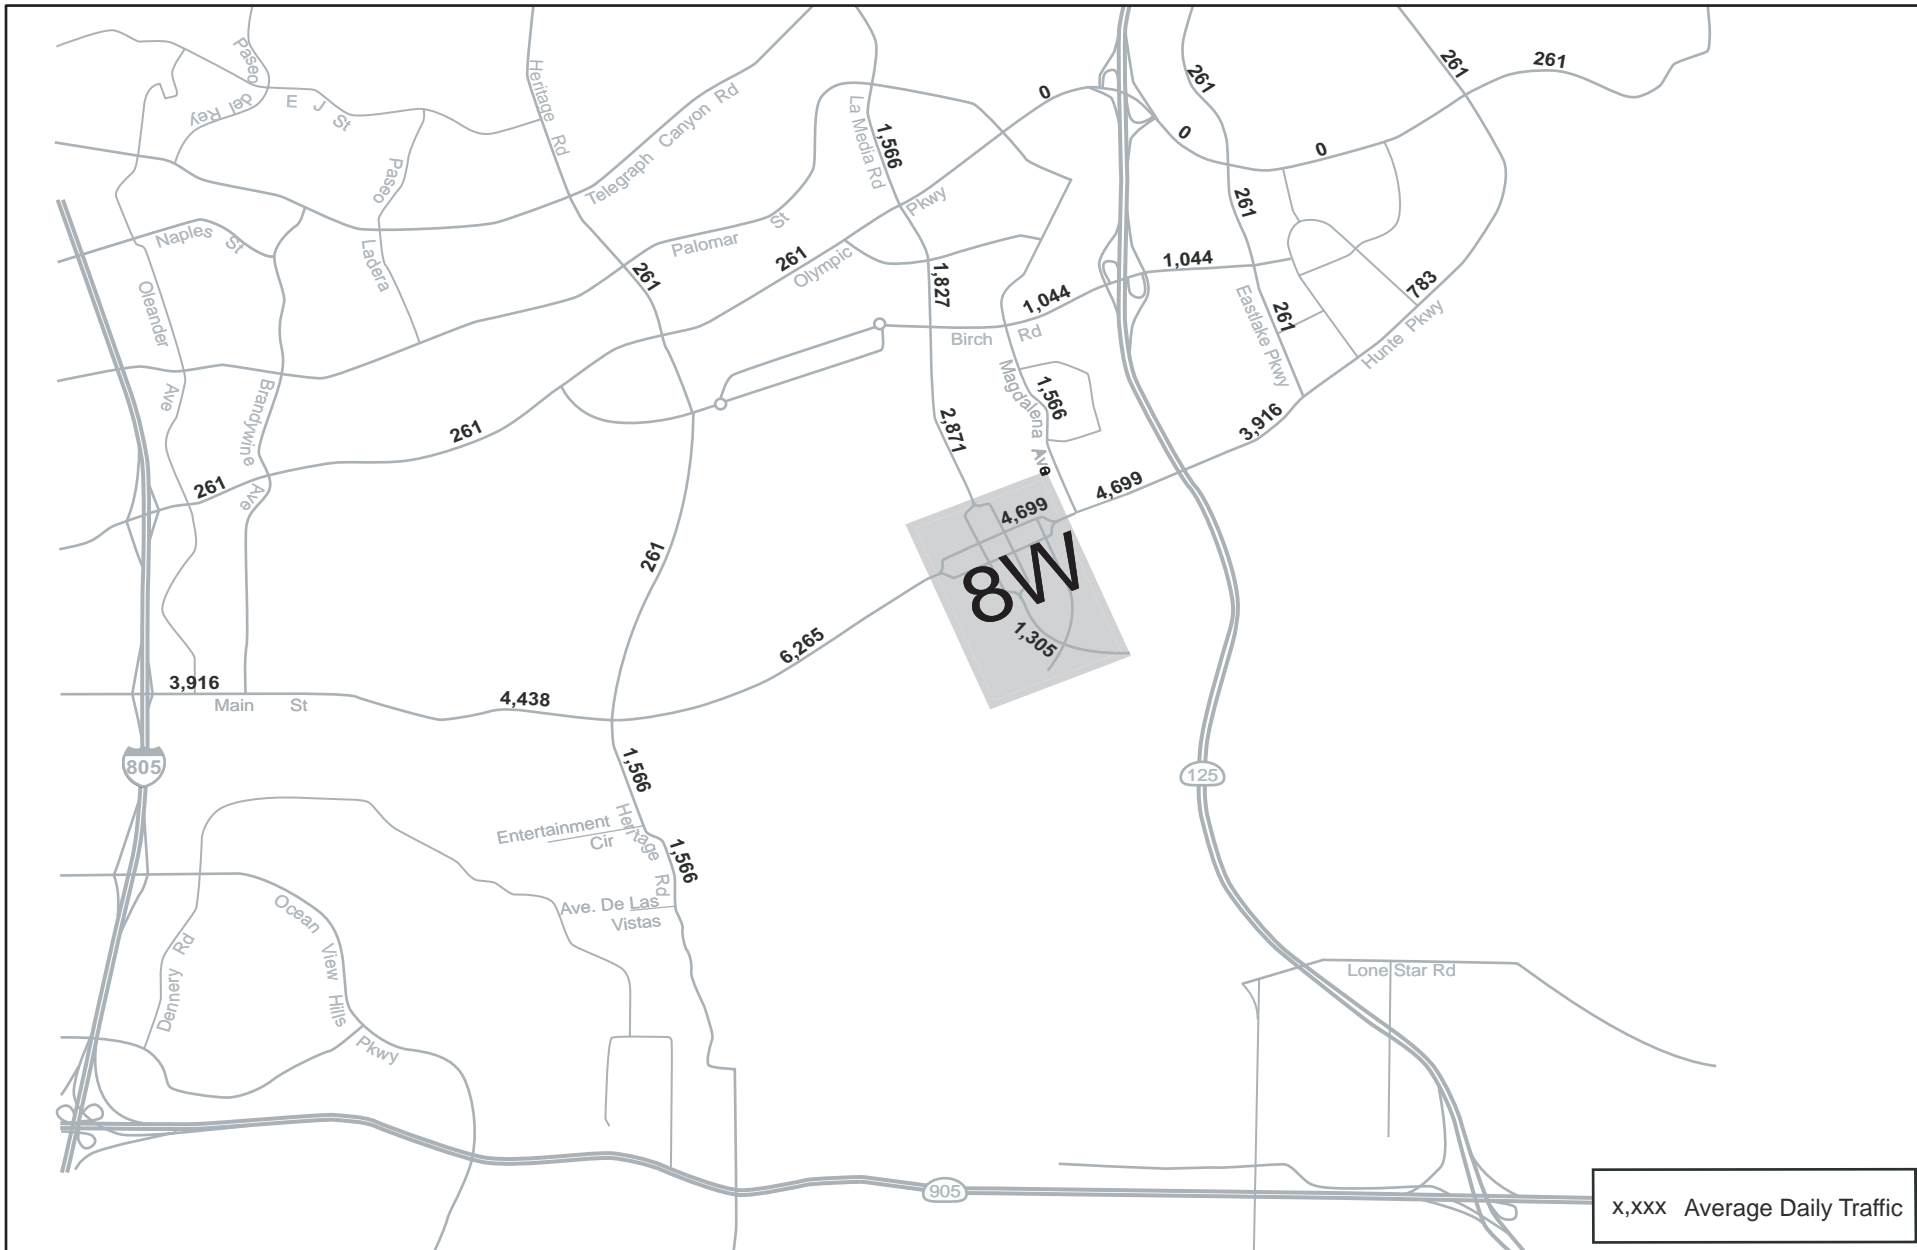 Paseo
del Rey
E J St
Heritage Rd
Telegraph Canyon Rd
La Media Rd
1,566
0
261
261
261
0
0
Paseo
Ladera
Naples St
Palomar St
Olympic Pkwy
261
261
261
1,044
Oleander
Ave
1,827
1,044
Birch Rd
Eastlake Pkwy
261
783
Hunte Pkwy
Brandywine Ave
261
261
Magdalena Ave
1,566
2,871
3,916
4,699
4,699
261
8W
1,305
6,265
3,916
Main St
4,438
805
1,566
125
Entertainment
Cir
Heritage Rd
1,566
Ave. De Las
Vistas
Ocean View Hills
Pkwy
Dennery Rd
Lone Star Rd
905
x,xxx Average Daily Traffic